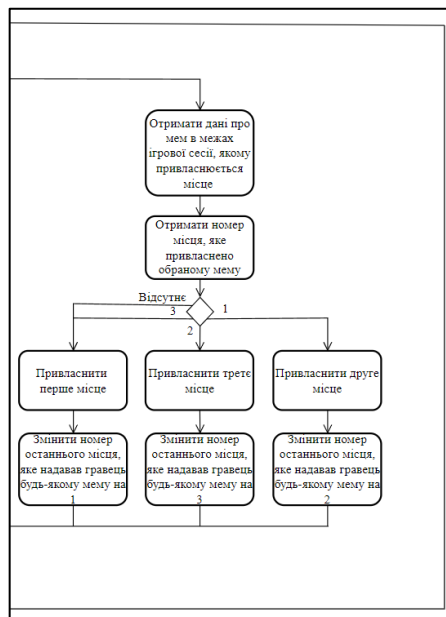 Отримати дані про
мем в межах
ігрової сесії, якому
привласнюється
місце
Отримати номер
місця, яке
привласнено
обраному мему
Відсутнє
3
1
2
Привласнити
перше місце
Привласнити третє
місце
Привласнити друге
місце
Змінити номер
останнього місця,
яке надавав гравець
будь-якому мему на
1
Змінити номер
останнього місця,
яке надавав гравець
будь-якому мему на
3
Змінити номер
останнього місця,
яке надавав гравець
будь-якому мему на
2